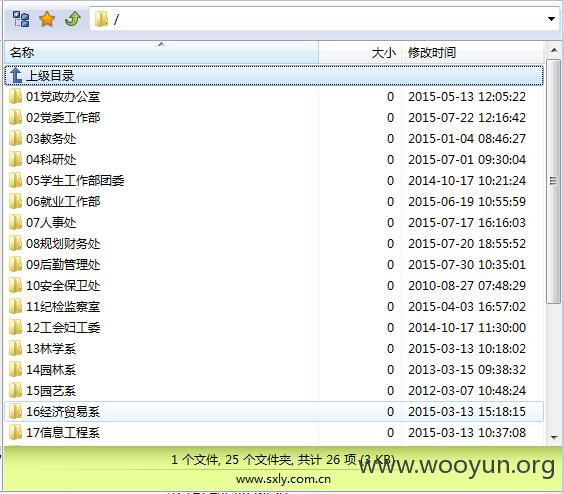 /
名称 大小 修改时间
上级目录
01党政办公室 0 2015-05-13 12:05:22
02党委工作部 0 2015-07-22 12:16:42
03教务处 0 2015-01-04 08:46:27
04科研处 0 2015-07-01 09:30:04
05学生工作部团委 0 2014-10-17 10:21:24
06就业工作部 0 2015-06-19 10:55:59
07人事处 0 2015-07-17 16:16:03
08规划财务处 0 2015-07-20 18:55:52
09后勤管理处 0 2015-07-30 10:35:01
10安全保卫处 0 2010-08-27 07:48:29
11纪检监察室 0 2015-04-03 16:57:02
12工会妇工委 0 2014-10-17 11:30:00
13林学系 0 2015-03-13 10:18:02
14园林系 0 2013-03-15 09:38:32
15园艺系 0 2012-03-07 10:48:24
16经济贸易系 0 2015-03-13 15:18:15
17信息工程系 0 2015-03-13 10:37:08
1 个文件, 25 个文件夹, 共计 26 项 (3 KB)
www.wooyun.org
www.sxly.com.cn